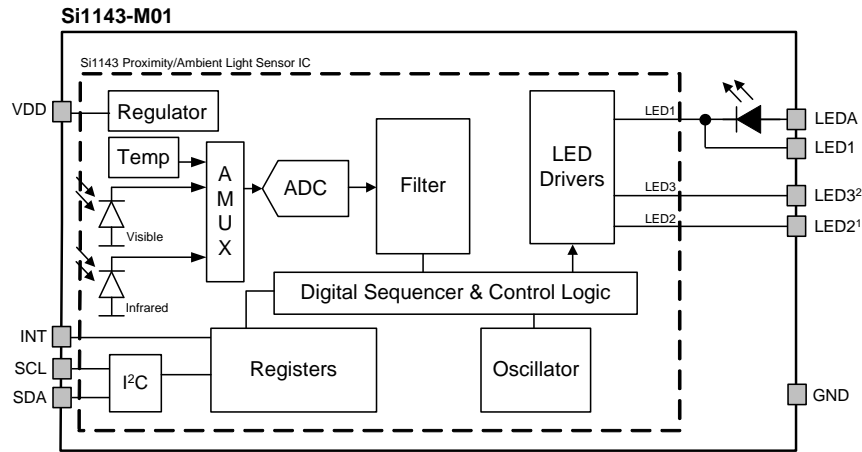 Si1143-M01
Si1143 Proximity/Ambient Light Sensor IC
VDD
Regulator
Temp
A
M
U
X
ADC
Filter
LED
Drivers
LED1
LEDA
LED1
LED3
LED3²
LED2
LED2¹
Visible
Infrared
Digital Sequencer & Control Logic
INT
SCL
SDA
I²C
Registers
Oscillator
GND